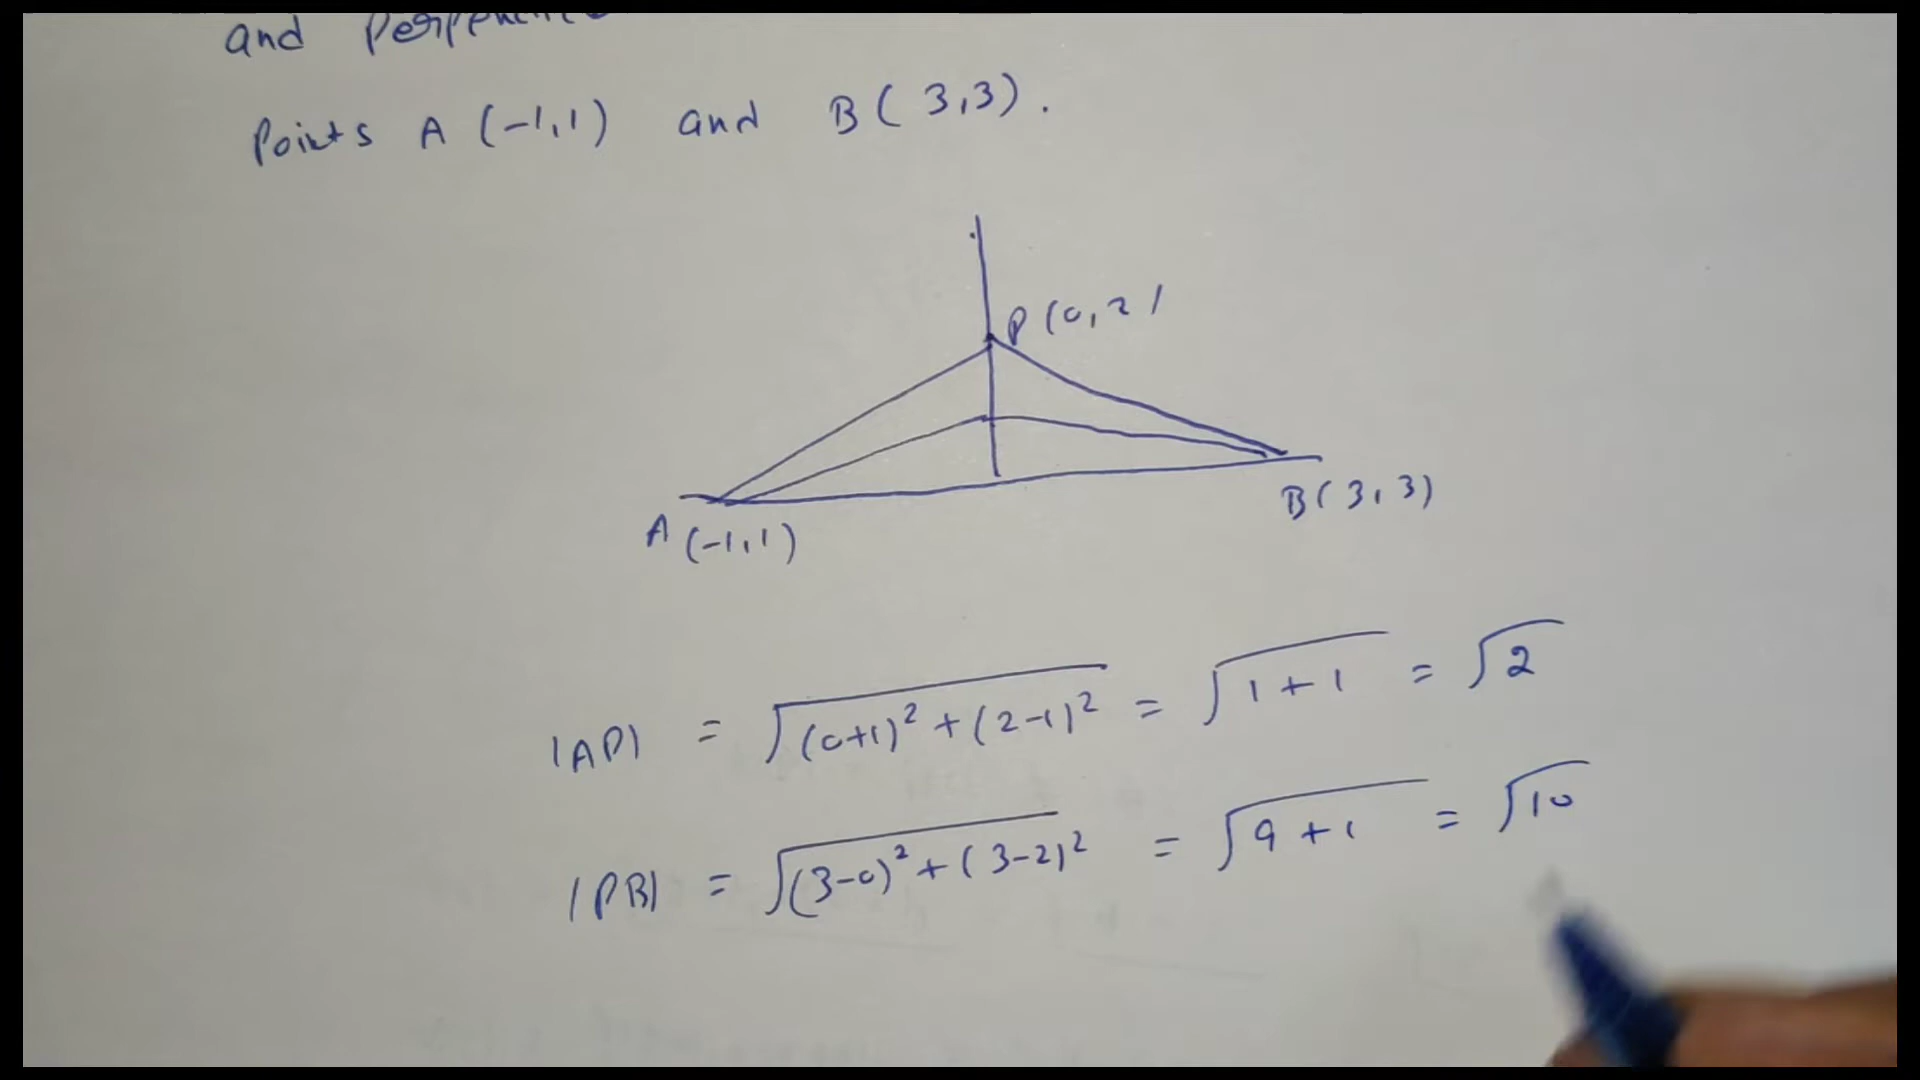 and
Points A (-1,1) and B ( 3,3).
P (0, 2)
A (-1,1)
B ( 3, 3)
|AP| = √(0+1)² + (2-1)² = √1 + 1 = √2
|PB| = √(3-0)² + ( 3-2)² = √9 + 1 = √10